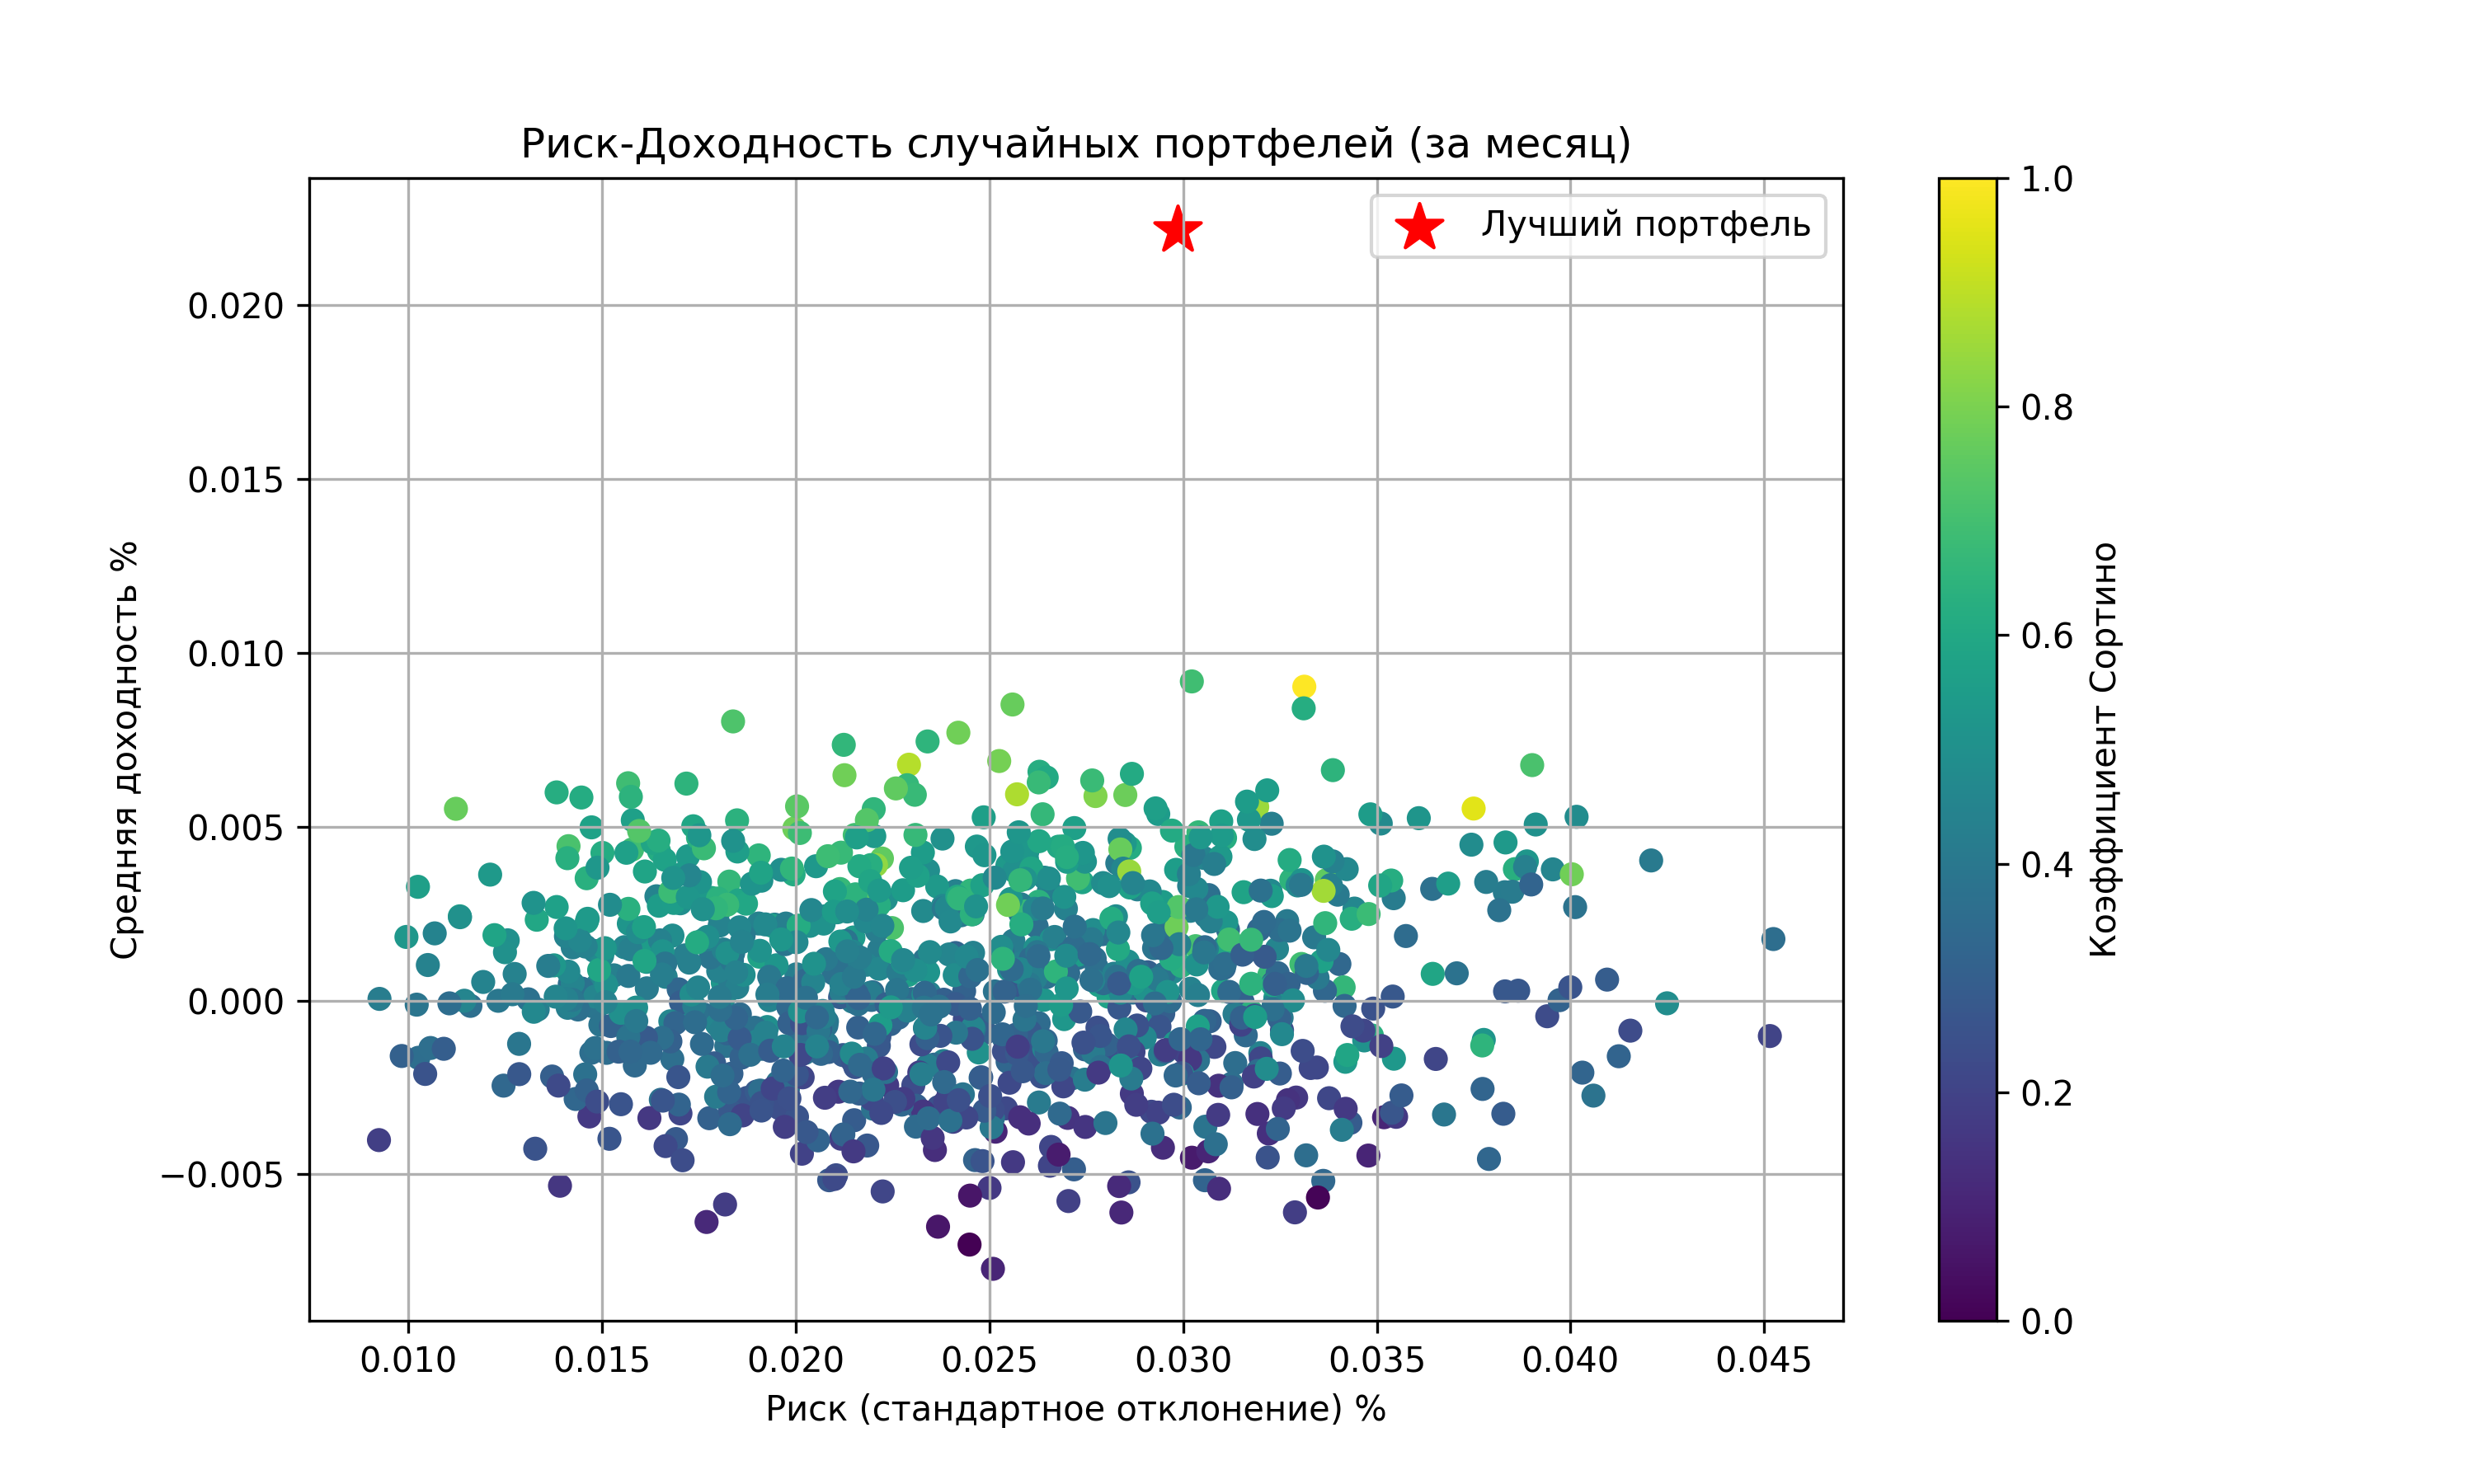 Риск-Доходность случайных портфелей (за месяц)
Лучший портфель
Средняя доходность %
0.020
0.015
0.010
0.005
0.000
−0.005
0.010 0.015 0.020 0.025 0.030 0.035 0.040 0.045
Риск (стандартное отклонение) %
1.0
0.8
0.6
0.4
0.2
0.0
Коэффициент Сортино